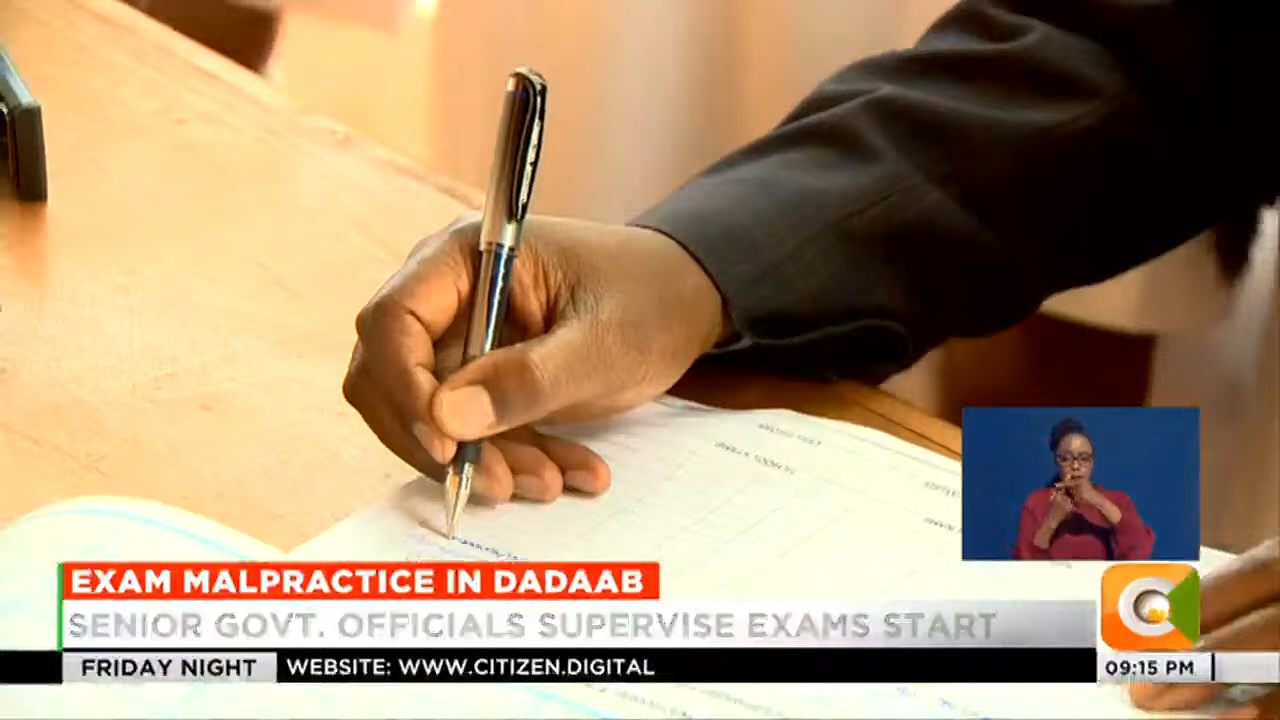 EXAM MALPRACTICE IN DADAAB
SENIOR GOVT. OFFICIALS SUPERVISE EXAMS START
FRIDAY NIGHT
WEBSITE: WWW.CITIZEN.DIGITAL
09:15 PM